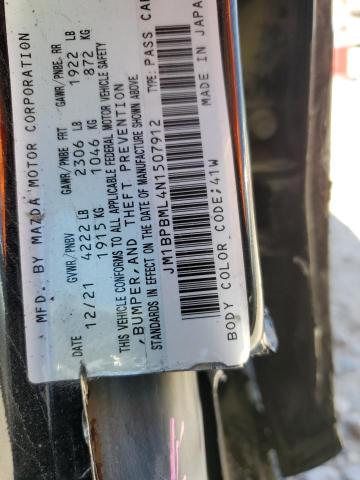 MFD. BY MAZDA MOTOR CORPORATION
DATE GVWR/PNBV GAWR/PNBE FRT GAWR/PNBE RR
12/21 4222 LB 2306 LB 1922 LB
1915 KG 1046 KG 872 KG
THIS VEHICLE CONFORMS TO ALL APPLICABLE FEDERAL MOTOR VEHICLE SAFETY
, BUMPER, AND THEFT PREVENTION
STANDARDS IN EFFECT ON THE DATE OF MANUFACTURE SHOWN ABOVE
JM1BPBML4N1507912 TYPE: PASS CAR
MADE IN JAPAN
BODY COLOR CODE;41W